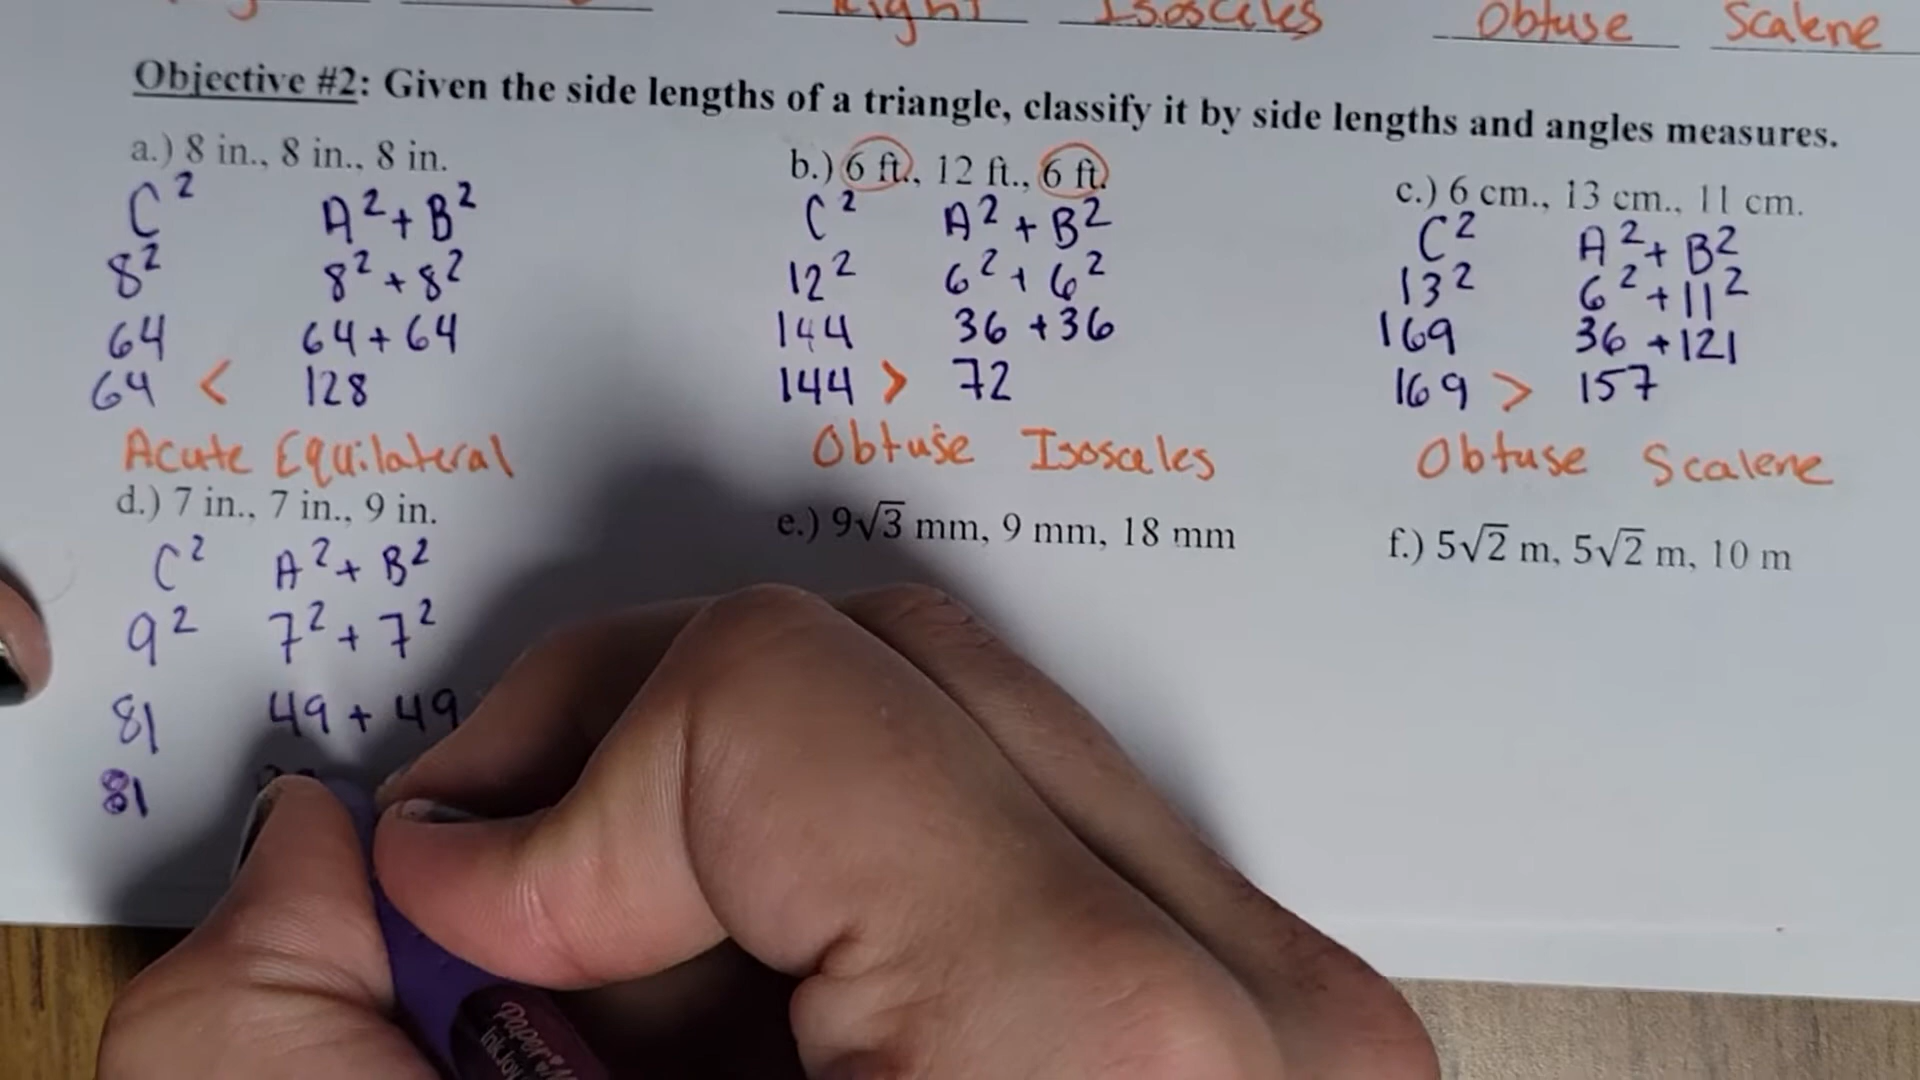 Right Isosceles Obtuse Scalene
Objective #2: Given the side lengths of a triangle, classify it by side lengths and angles measures.
a.) 8 in., 8 in., 8 in.
C² A² + B²
8² 8² + 8²
64 64 + 64
64 < 128
Acute Equilateral
b.) 6 ft., 12 ft., 6 ft.
C² A² + B²
12² 6² + 6²
144 36 + 36
144 > 72
Obtuse Isosceles
c.) 6 cm., 13 cm., 11 cm.
C² A² + B²
13² 6² + 11²
169 36 + 121
169 > 157
Obtuse Scalene
d.) 7 in., 7 in., 9 in.
C² A² + B²
9² 7² + 7²
81 49 + 49
81
e.) 9√3 mm, 9 mm, 18 mm
f.) 5√2 m, 5√2 m, 10 m
Paper
InkJoy